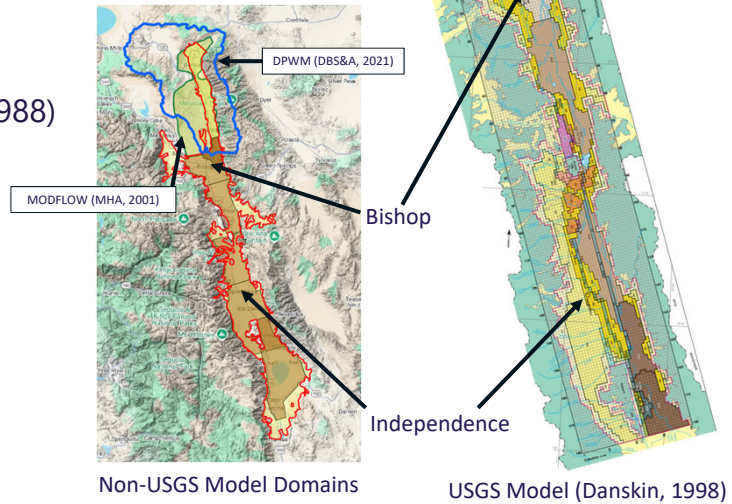 DPWM (DBS&A, 2021)
988)
MODFLOW (MHA, 2001)
Bishop
Independence
Non-USGS Model Domains
USGS Model (Danskin, 1998)